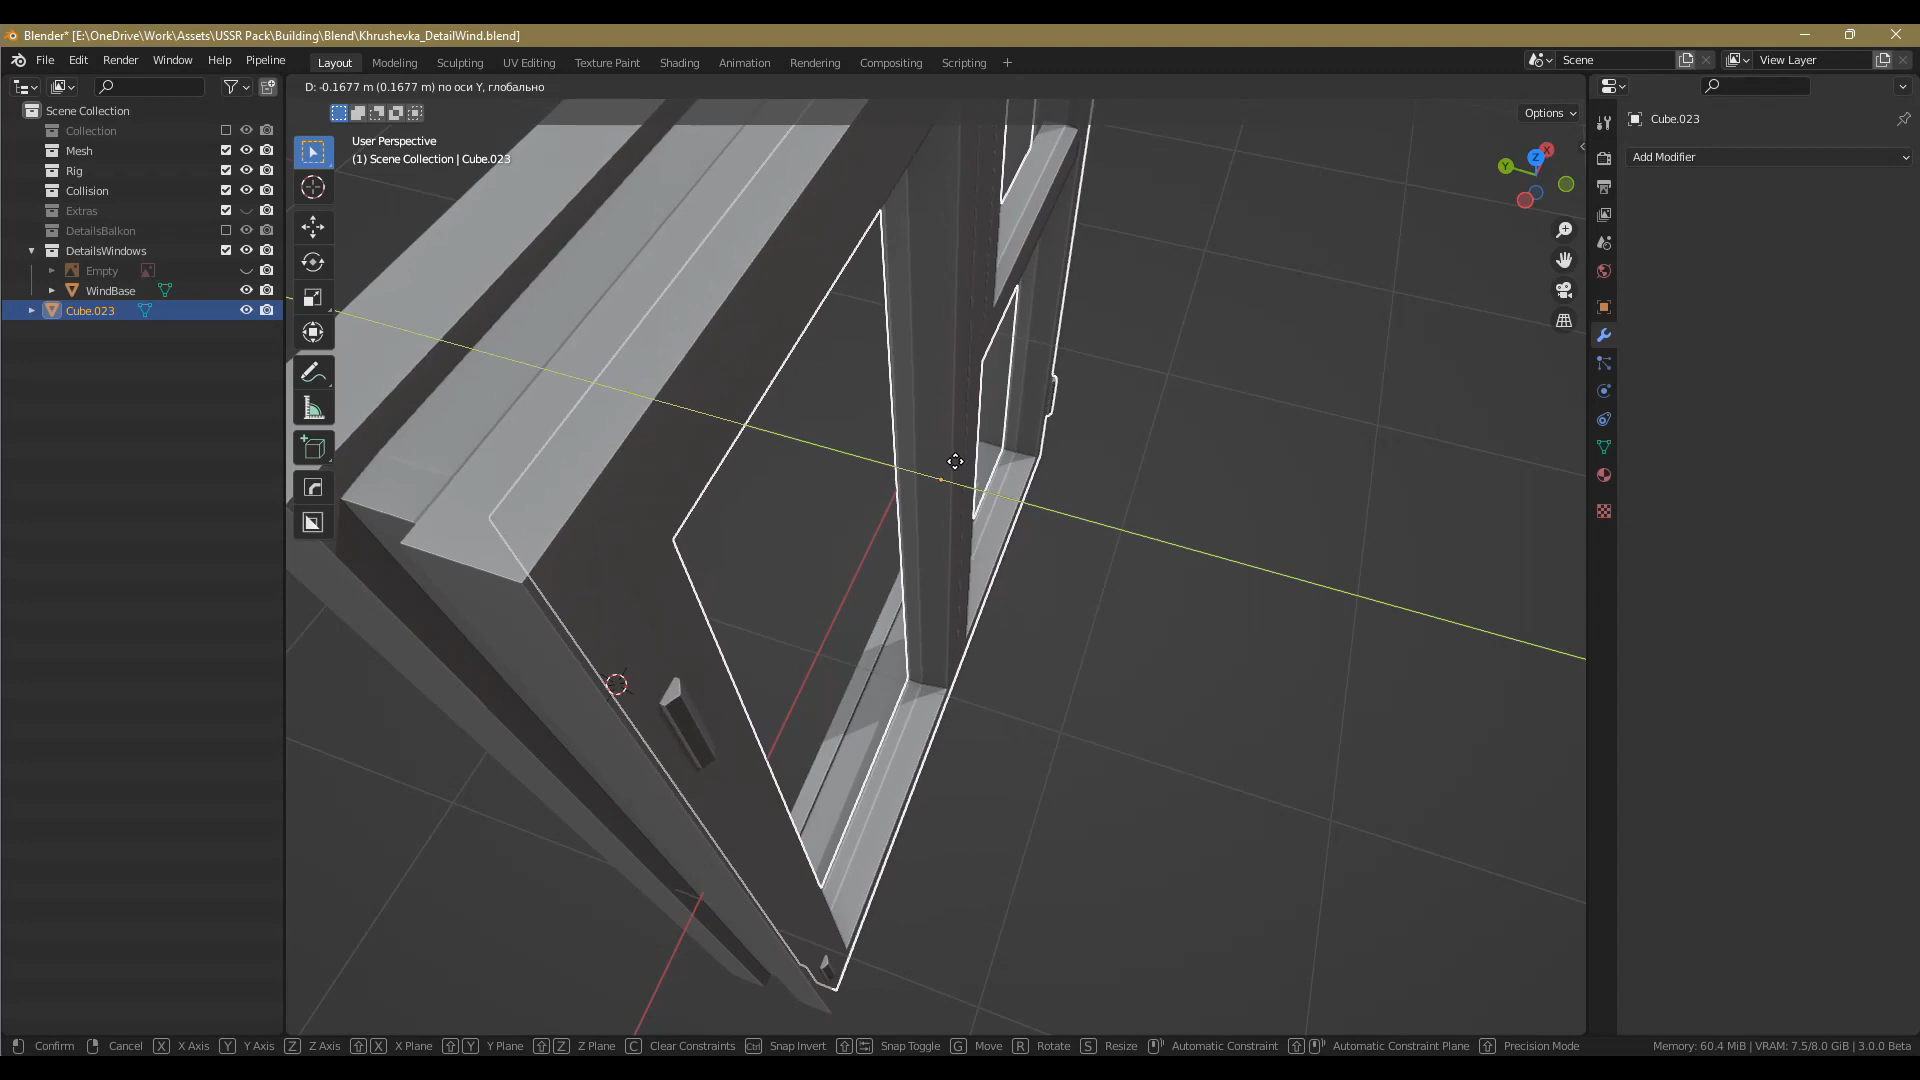 Blender* [E:\OneDrive\Work\Assets\USSR Pack\Building\Blend\Khrushevka_DetailWind.blend]
File Edit Render Window Help Pipeline Layout Modeling Sculpting UV Editing Texture Paint Shading Animation Rendering Compositing Scripting + Scene View Layer
D: -0.1677 m (0.1677 m) по оси Y, глобально
Scene Collection
Collection
Mesh
Rig
Collision
Extras
DetailsBalkon
DetailsWindows
Empty
WindBase
Cube.023
Options
User Perspective
(1) Scene Collection | Cube.023
X
Y
Z
Cube.023
Add Modifier
Confirm Cancel X X Axis Y Y Axis Z Z Axis X X Plane Y Y Plane Z Z Plane C Clear Constraints Ctrl Snap Invert Snap Toggle G Move R Rotate S Resize Automatic Constraint Automatic Constraint Plane Precision Mode Memory: 60.4 MiB | VRAM: 7.5/8.0 GiB | 3.0.0 Beta